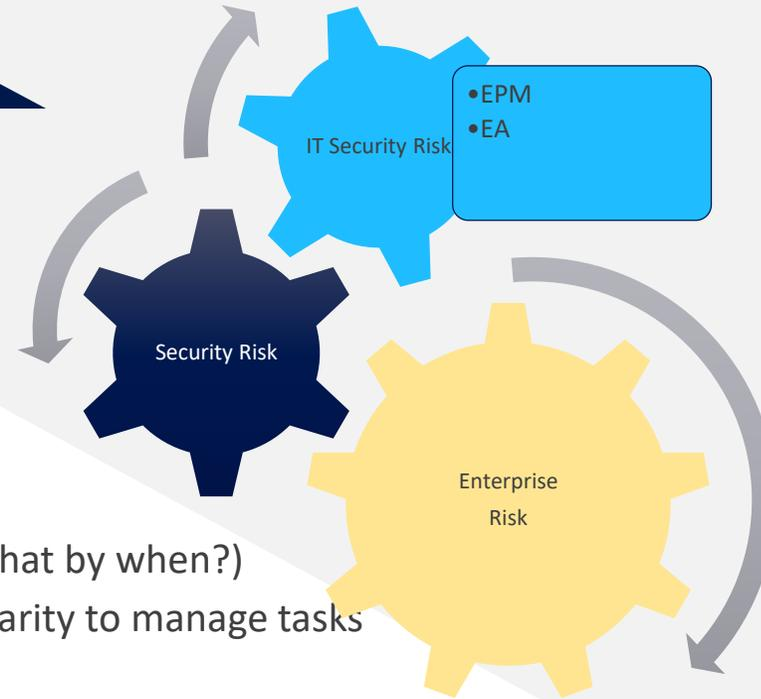 •EPM
•EA
IT Security Risk
Security Risk
Enterprise
Risk
hat by when?)
arity to manage tasks